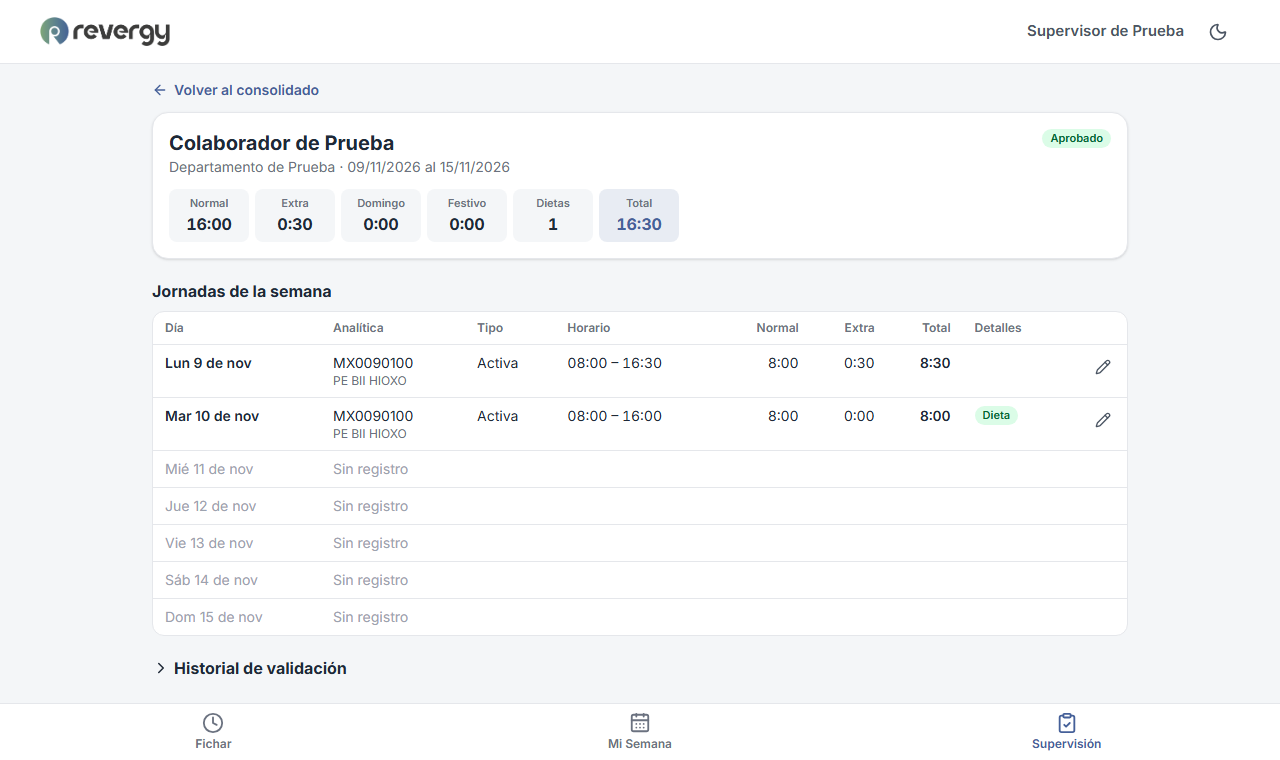 revergy
Supervisor de Prueba
Volver al consolidado
Colaborador de Prueba
Aprobado
Departamento de Prueba · 09/11/2026 al 15/11/2026
Normal Extra Domingo Festivo Dietas Total
16:00 0:30 0:00 0:00 1 16:30
Jornadas de la semana
Día Analítica Tipo Horario Normal Extra Total Detalles
Lun 9 de nov MX0090100 Activa 08:00 – 16:30 8:00 0:30 8:30
PE BII HIOXO
Mar 10 de nov MX0090100 Activa 08:00 – 16:00 8:00 0:00 8:00 Dieta
PE BII HIOXO
Mié 11 de nov Sin registro
Jue 12 de nov Sin registro
Vie 13 de nov Sin registro
Sáb 14 de nov Sin registro
Dom 15 de nov Sin registro
Historial de validación
Fichar Mi Semana Supervisión